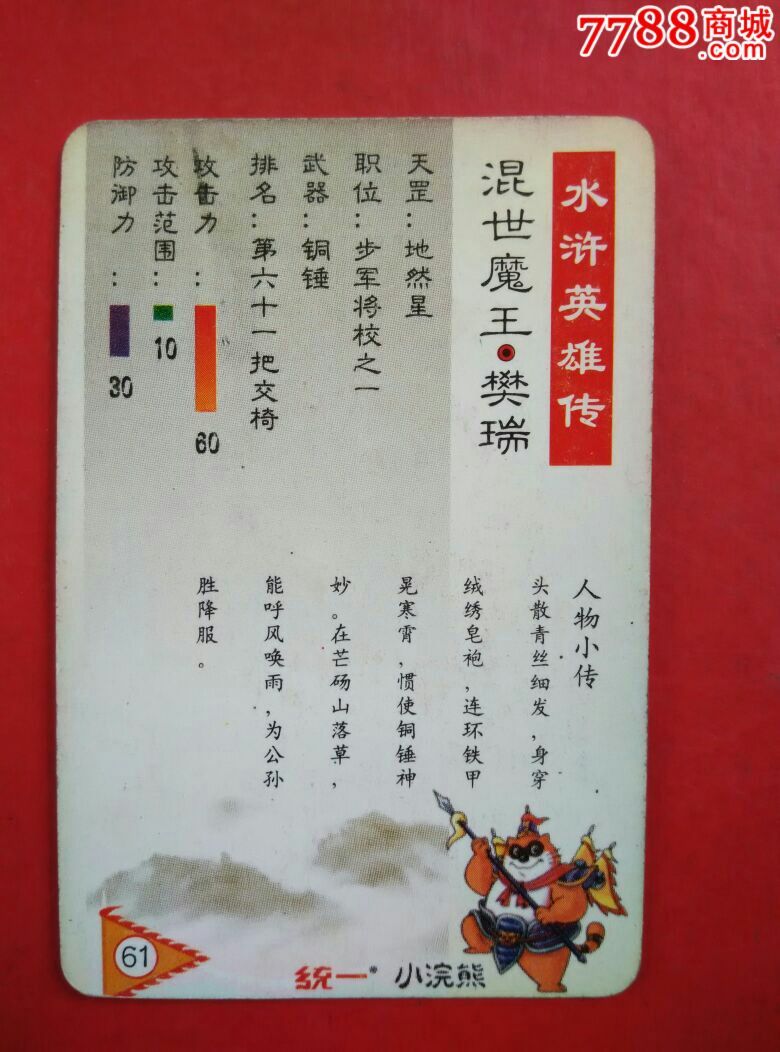 7788商城
.com
水浒英雄传
混世魔王·樊瑞
天罡：地然星
职位：步军将校之一
武器：铜锤
排名：第六十一把交椅
攻击力：60
攻击范围：10
防御力：30
人物小传
头散青丝细发，身穿
绒绣皂袍，连环铁甲
晃寒霄，惯使铜锤神
妙。在芒砀山落草，
能呼风唤雨，为公孙
胜降服。
61
统一® 小浣熊